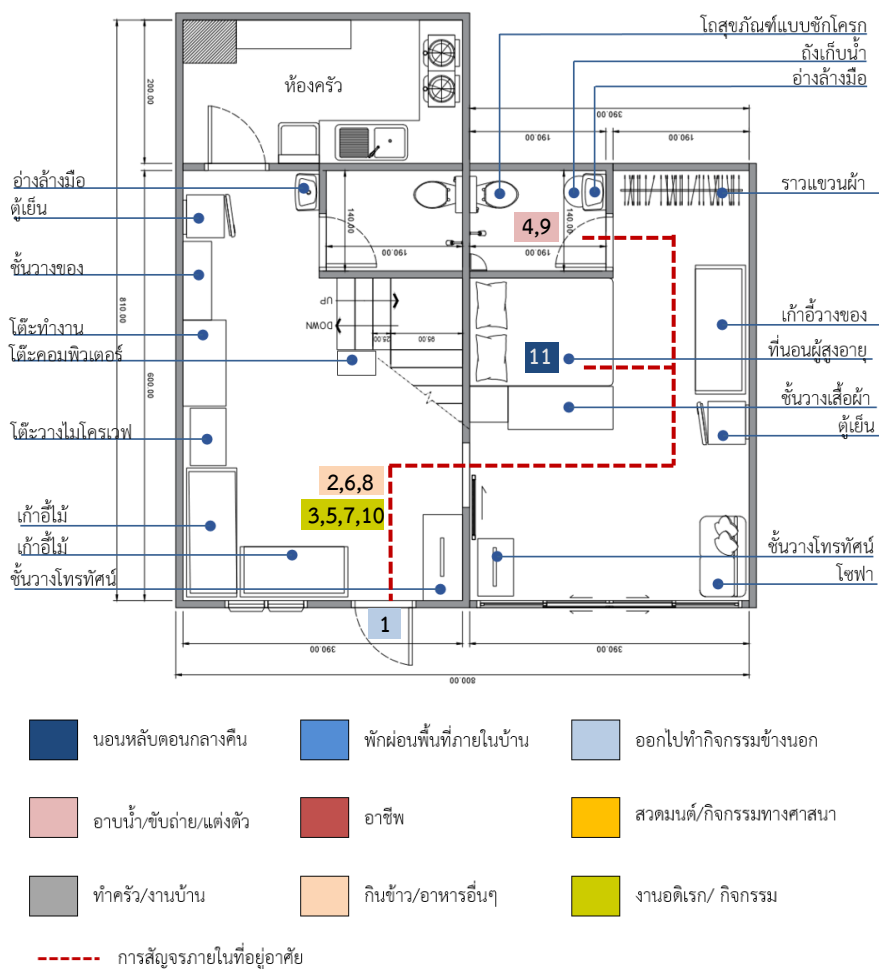 โถสุขภัณฑ์แบบชักโครก
ถังเก็บน้ำ
อ่างล้างมือ
ห้องครัว
200.00
390.00
190.00
190.00
อ่างล้างมือ
ตู้เย็น
ชั้นวางของ
โต๊ะทำงาน
โต๊ะคอมพิวเตอร์
โต๊ะวางไมโครเวฟ
เก้าอี้ไม้
เก้าอี้ไม้
ชั้นวางโทรทัศน์
810.00
600.00
140.00
190.00
190.00
140.00
4,9
UP
DOWN
25.00
95.00
11
2,6,8
3,5,7,10
1
ราวแขวนผ้า
เก้าอี้วางของ
ที่นอนผู้สูงอายุ
ชั้นวางเสื้อผ้า
ตู้เย็น
ชั้นวางโทรทัศน์
โซฟา
390.00
390.00
800.00
นอนหลับตอนกลางคืน
พักผ่อนพื้นที่ภายในบ้าน
ออกไปทำกิจกรรมข้างนอก
อาบน้ำ/ขับถ่าย/แต่งตัว
อาชีพ
สวดมนต์/กิจกรรมทางศาสนา
ทำครัว/งานบ้าน
กินข้าว/อาหารอื่นๆ
งานอดิเรก/ กิจกรรม
การสัญจรภายในที่อยู่อาศัย